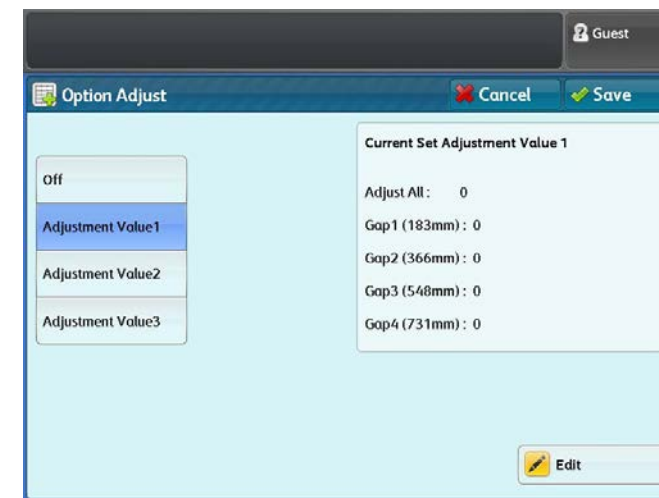 Guest
Option Adjust
Cancel
Save
Off
Adjustment Value1
Adjustment Value2
Adjustment Value3
Current Set Adjustment Value 1
Adjust All : 0
Gap1 (183mm) : 0
Gap2 (366mm) : 0
Gap3 (548mm) : 0
Gap4 (731mm) : 0
Edit